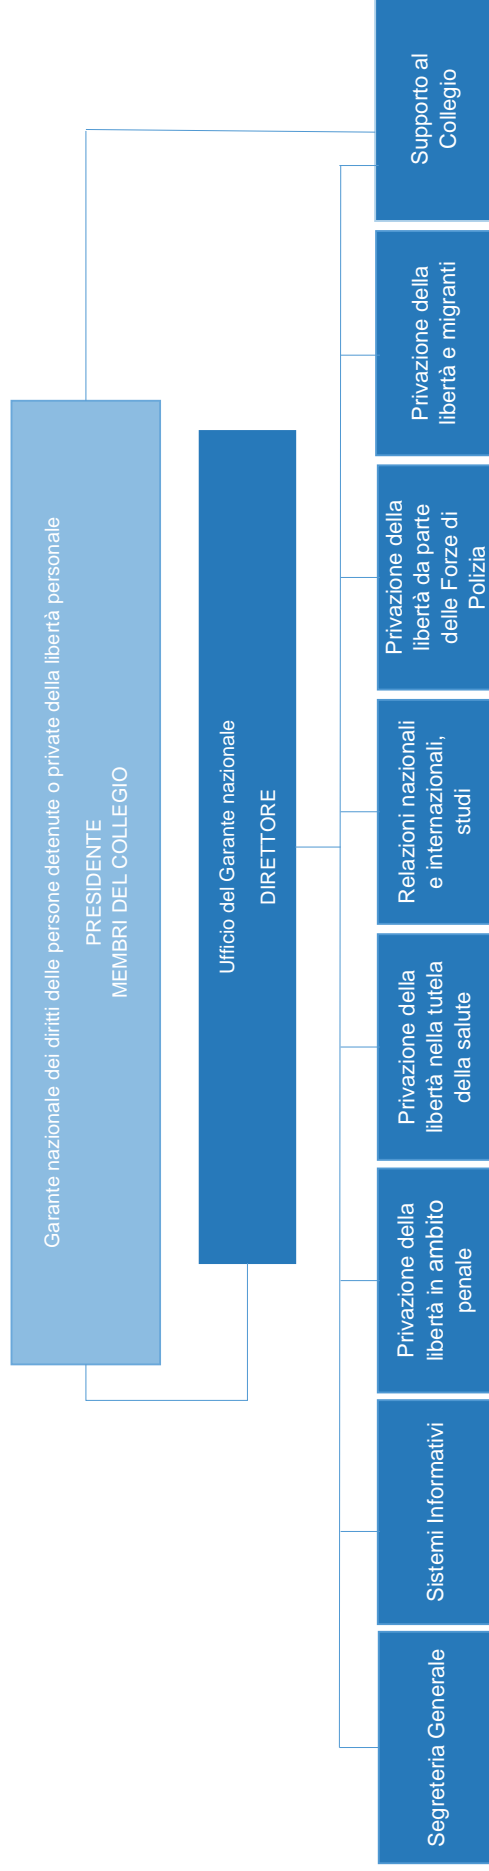 Garante nazionale dei diritti delle persone detenute o private della libertà personale
PRESIDENTE
MEMBRI DEL COLLEGIO
Ufficio del Garante nazionale
DIRETTORE
Segreteria Generale
Sistemi Informativi
Privazione della
libertà in ambito
penale
Privazione della
libertà nella tutela
della salute
Relazioni nazionali
e internazionali,
studi
Privazione della
libertà da parte
delle Forze di
Polizia
Privazione della
libertà e migranti
Supporto al
Collegio